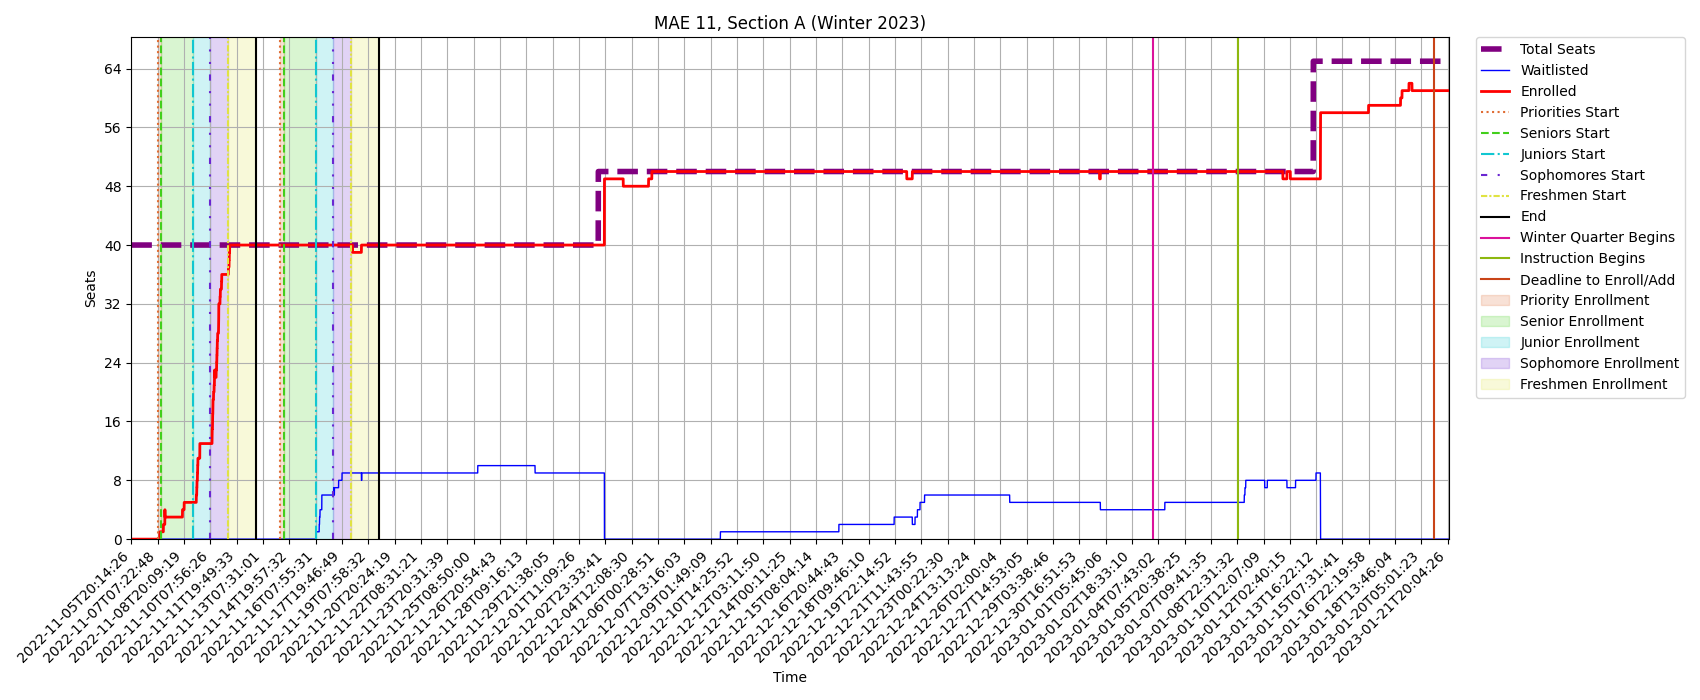 MAE 11, Section A (Winter 2023)
Seats
64
56
48
40
32
24
16
8
0
2022-11-05T20:14:26
2022-11-07T07:22:48
2022-11-08T20:09:19
2022-11-10T07:56:26
2022-11-11T19:49:33
2022-11-13T07:31:01
2022-11-14T19:57:32
2022-11-16T07:55:31
2022-11-17T19:46:49
2022-11-19T07:58:32
2022-11-20T20:24:19
2022-11-22T08:31:21
2022-11-23T20:31:39
2022-11-25T08:50:00
2022-11-26T20:54:43
2022-11-28T09:16:13
2022-11-29T21:38:05
2022-12-01T11:09:26
2022-12-02T23:33:41
2022-12-04T12:08:30
2022-12-06T00:28:51
2022-12-07T13:16:03
2022-12-09T01:49:09
2022-12-10T14:25:52
2022-12-12T03:11:50
2022-12-14T00:11:25
2022-12-15T08:04:14
2022-12-16T20:44:43
2022-12-18T09:46:10
2022-12-19T22:14:52
2022-12-21T11:43:55
2022-12-23T00:22:30
2022-12-24T13:13:24
2022-12-26T02:00:04
2022-12-27T14:53:05
2022-12-29T03:38:46
2022-12-30T16:51:53
2023-01-01T05:45:06
2023-01-02T18:33:10
2023-01-04T07:43:02
2023-01-05T20:38:25
2023-01-07T09:41:35
2023-01-08T22:31:32
2023-01-10T12:07:09
2023-01-12T02:40:15
2023-01-13T16:22:12
2023-01-15T07:31:41
2023-01-16T22:19:58
2023-01-18T13:46:04
2023-01-20T05:01:23
2023-01-21T20:04:26
Time
Total Seats
Waitlisted
Enrolled
Priorities Start
Seniors Start
Juniors Start
Sophomores Start
Freshmen Start
End
Winter Quarter Begins
Instruction Begins
Deadline to Enroll/Add
Priority Enrollment
Senior Enrollment
Junior Enrollment
Sophomore Enrollment
Freshmen Enrollment